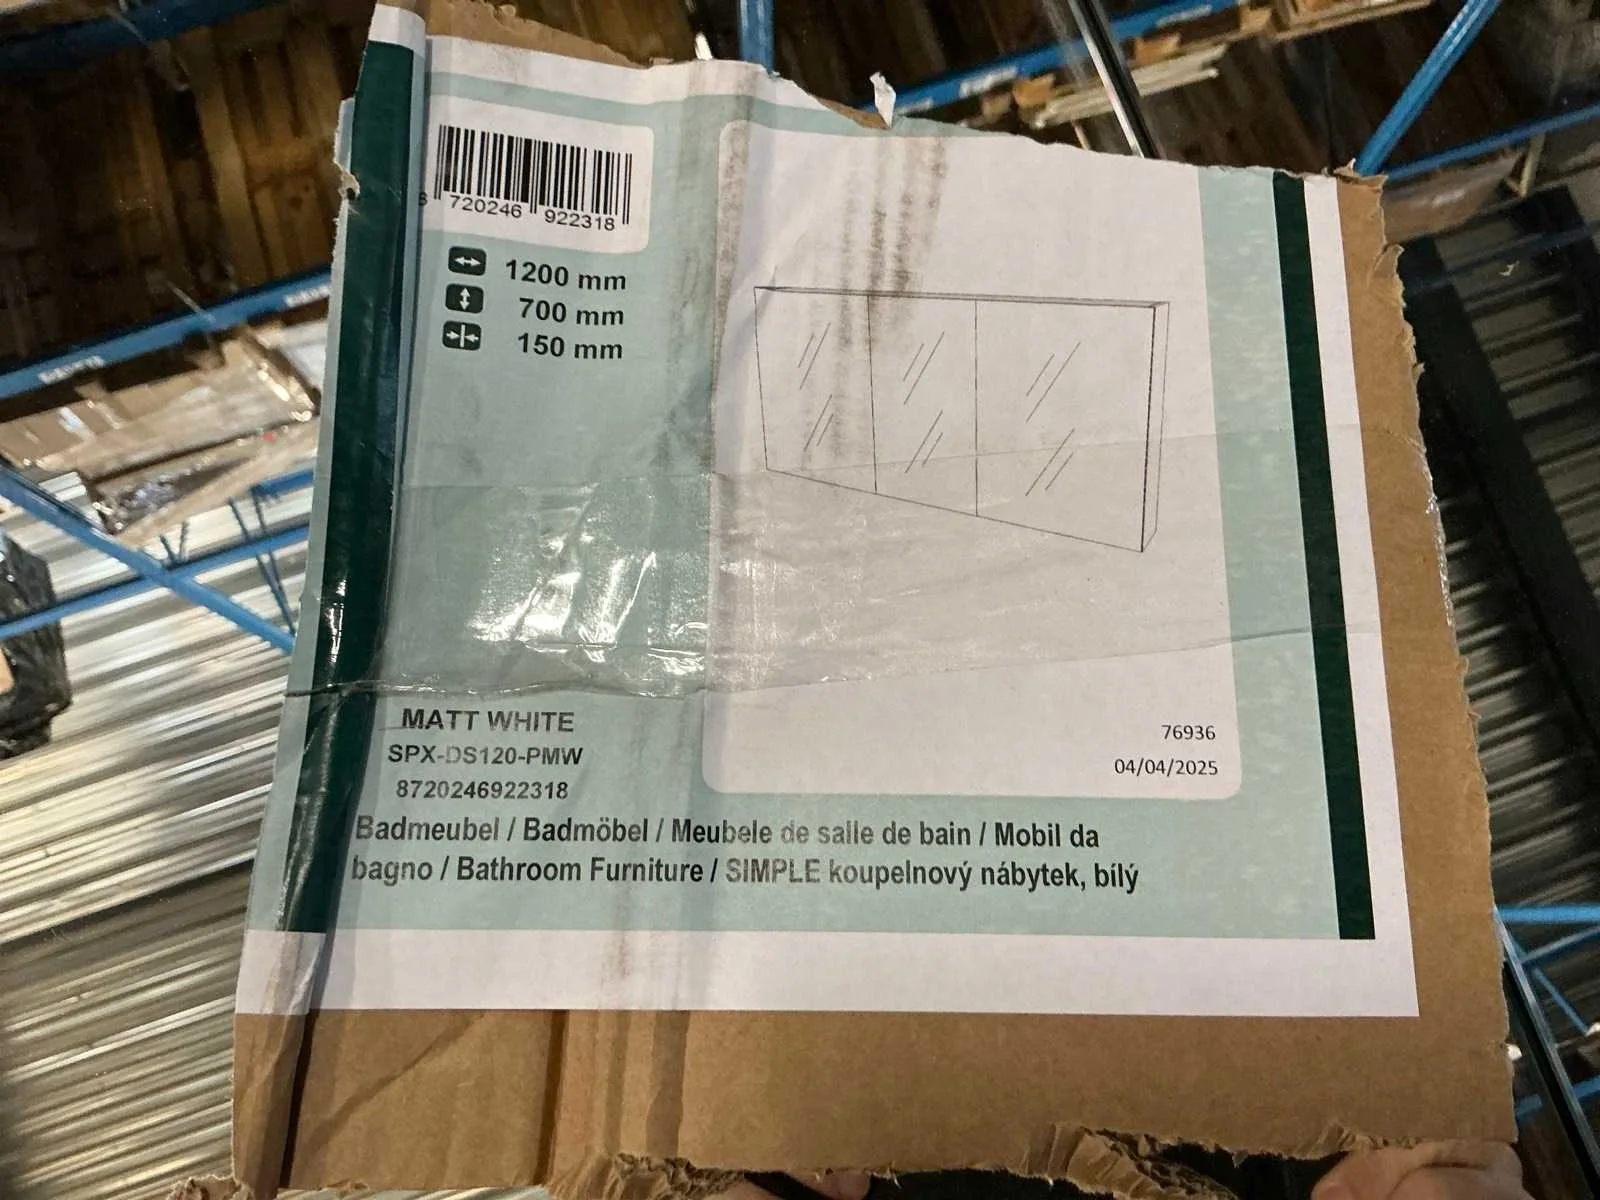 720246 922318
1200 mm
700 mm
150 mm
MATT WHITE
SPX-DS120-PMW
8720246922318
76936
04/04/2025
Badmeubel / Badmöbel / Meubele de salle de bain / Mobil da
bagno / Bathroom Furniture / SIMPLE koupelnový nábytek, bílý